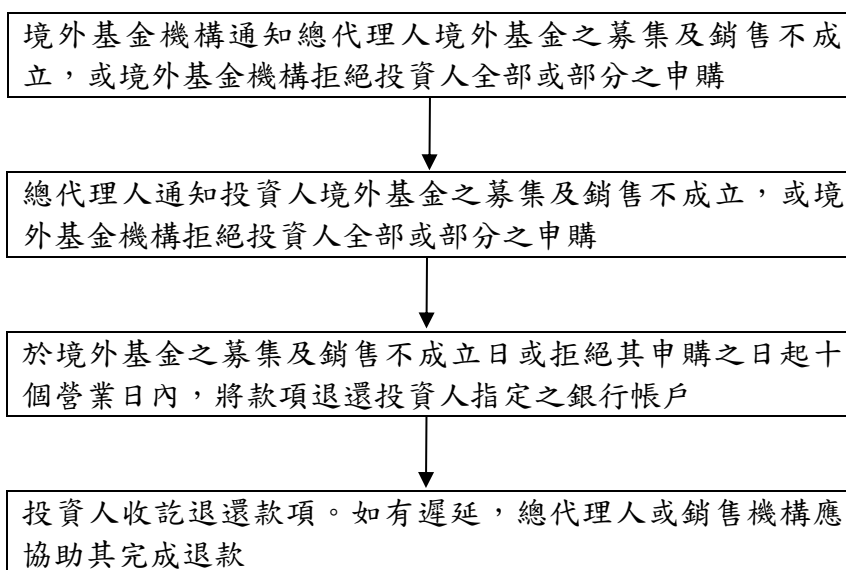 境外基金機構通知總代理人境外基金之募集及銷售不成
立，或境外基金機構拒絕投資人全部或部分之申購
總代理人通知投資人境外基金之募集及銷售不成立，或境
外基金機構拒絕投資人全部或部分之申購
於境外基金之募集及銷售不成立日或拒絕其申購之日起十
個營業日內，將款項退還投資人指定之銀行帳戶
投資人收訖退還款項。如有遲延，總代理人或銷售機構應
協助其完成退款